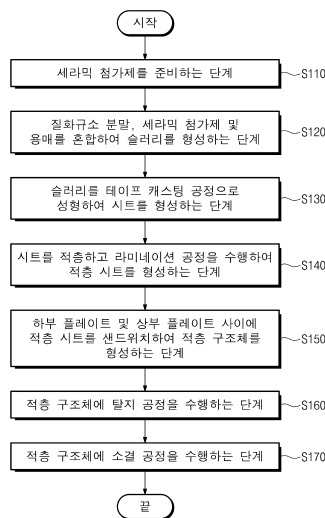 시작
세라믹 첨가제를 준비하는 단계
S110
질화규소 분말, 세라믹 첨가제 및
용매를 혼합하여 슬러리를 형성하는 단계
S120
슬러리를 테이프 캐스팅 공정으로
성형하여 시트를 형성하는 단계
S130
시트를 적층하고 라미네이션 공정을 수행하여
적층 시트를 형성하는 단계
S140
하부 플레이트 및 상부 플레이트 사이에
적층 시트를 샌드위치하여 적층 구조체를
형성하는 단계
S150
적층 구조체에 탈지 공정을 수행하는 단계
S160
적층 구조체에 소결 공정을 수행하는 단계
S170
끝